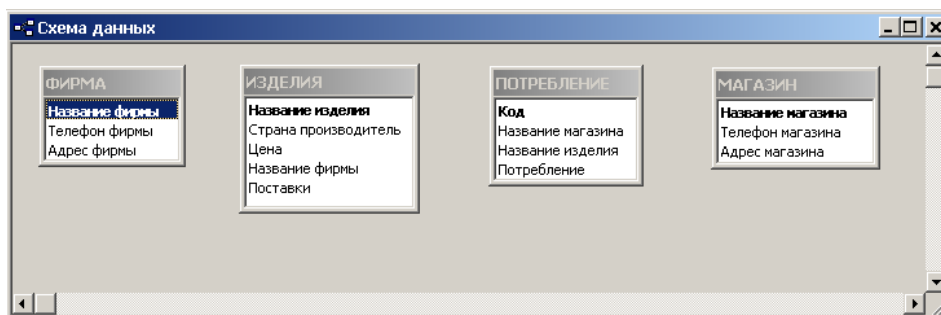 Схема данных
ФИРМА
Название фирмы
Телефон фирмы
Адрес фирмы
ИЗДЕЛИЯ
Название изделия
Страна производитель
Цена
Название фирмы
Поставки
ПОТРЕБЛЕНИЕ
Код
Название магазина
Название изделия
Потребление
МАГАЗИН
Название магазина
Телефон магазина
Адрес магазина